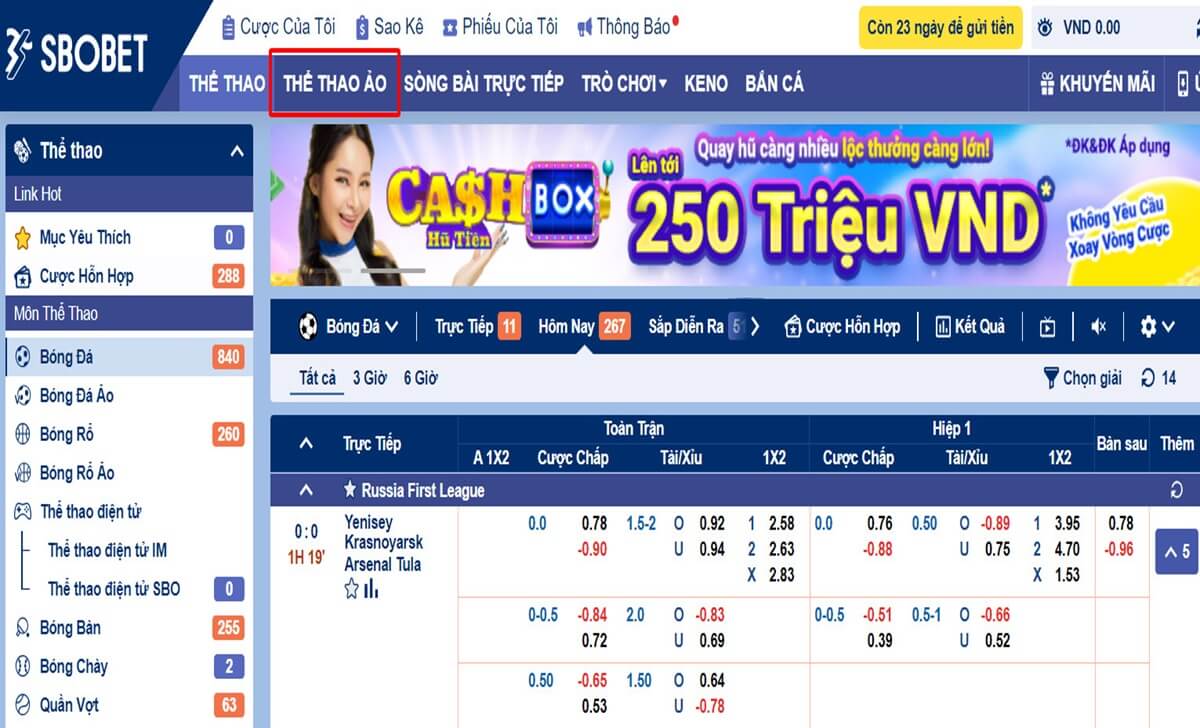 SBOBET
Cược Của Tôi Sao Kê Phiếu Của Tôi Thông Báo
Còn 23 ngày để gửi tiền VND 0.00
THỂ THAO THỂ THAO ẢO SÒNG BÀI TRỰC TIẾP TRÒ CHƠI KENO BẮN CÁ KHUYẾN MÃI
Thể thao
Link Hot
Mục Yêu Thích 0
Cược Hỗn Hợp 288
Môn Thể Thao
Bóng Đá 840
Bóng Đá Ảo
Bóng Rổ 260
Bóng Rổ Ảo
Thể thao điện tử
Thể thao điện tử IM
Thể thao điện tử SBO 0
Bóng Bàn 255
Bóng Chày 2
Quần Vợt 63
CA$H BOX
Hũ Tiền
Quay hũ càng nhiều lộc thưởng càng lớn!
*ĐK&ĐK Áp dụng
Lên tới
250 Triệu VND*
Không Yêu Cầu
Xoay Vòng Cược
Bóng Đá Trực Tiếp 11 Hôm Nay 267 Sắp Diễn Ra Cược Hỗn Hợp Kết Quả
Tất cả 3 Giờ 6 Giờ Chọn giải 14
Toàn Trận Hiệp 1
Trực Tiếp Bàn sau Thêm
A 1X2 Cược Chấp Tài/Xỉu 1X2 Cược Chấp Tài/Xỉu 1X2
Russia First League
0:0 Yenisey 0.0 0.78 1.5-2 O 0.92 1 2.58 0.0 0.76 0.50 O -0.89 1 3.95 0.78
Krasnoyarsk
1H 19' -0.90 U 0.94 2 2.63 -0.88 U 0.75 2 4.70 -0.96 5
Arsenal Tula
X 2.83 X 1.53
0-0.5 -0.84 2.0 O -0.83 0-0.5 -0.51 0.5-1 O -0.66
0.72 U 0.69 0.39 U 0.52
0.50 -0.65 1.50 O 0.64
0.53 U -0.78